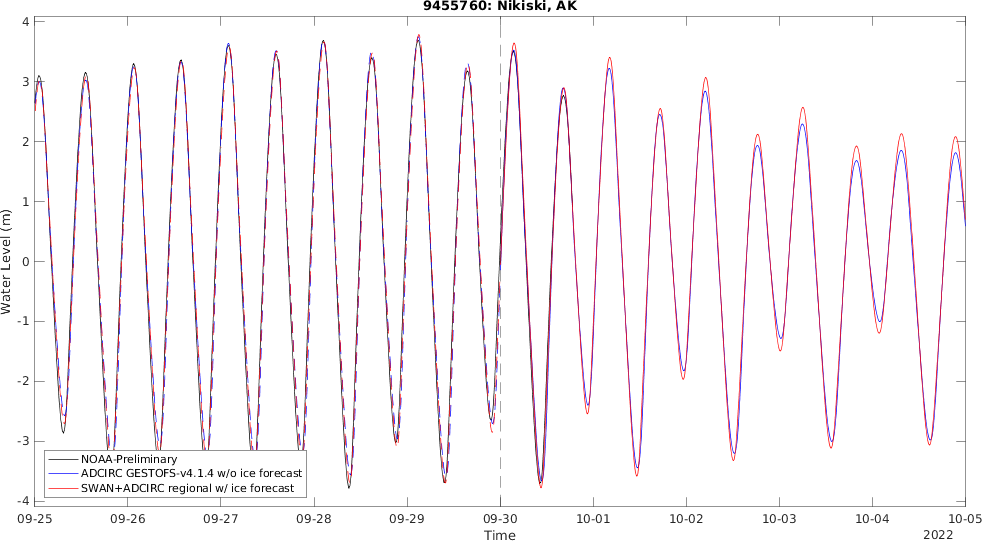 9455760: Nikiski, AK
Water Level (m)
4
3
2
1
0
-1
-2
-3
-4
NOAA-Preliminary
ADCIRC GESTOFS-v4.1.4 w/o ice forecast
SWAN+ADCIRC regional w/ ice forecast
09-25 09-26 09-27 09-28 09-29 09-30 10-01 10-02 10-03 10-04 10-05
Time
2022